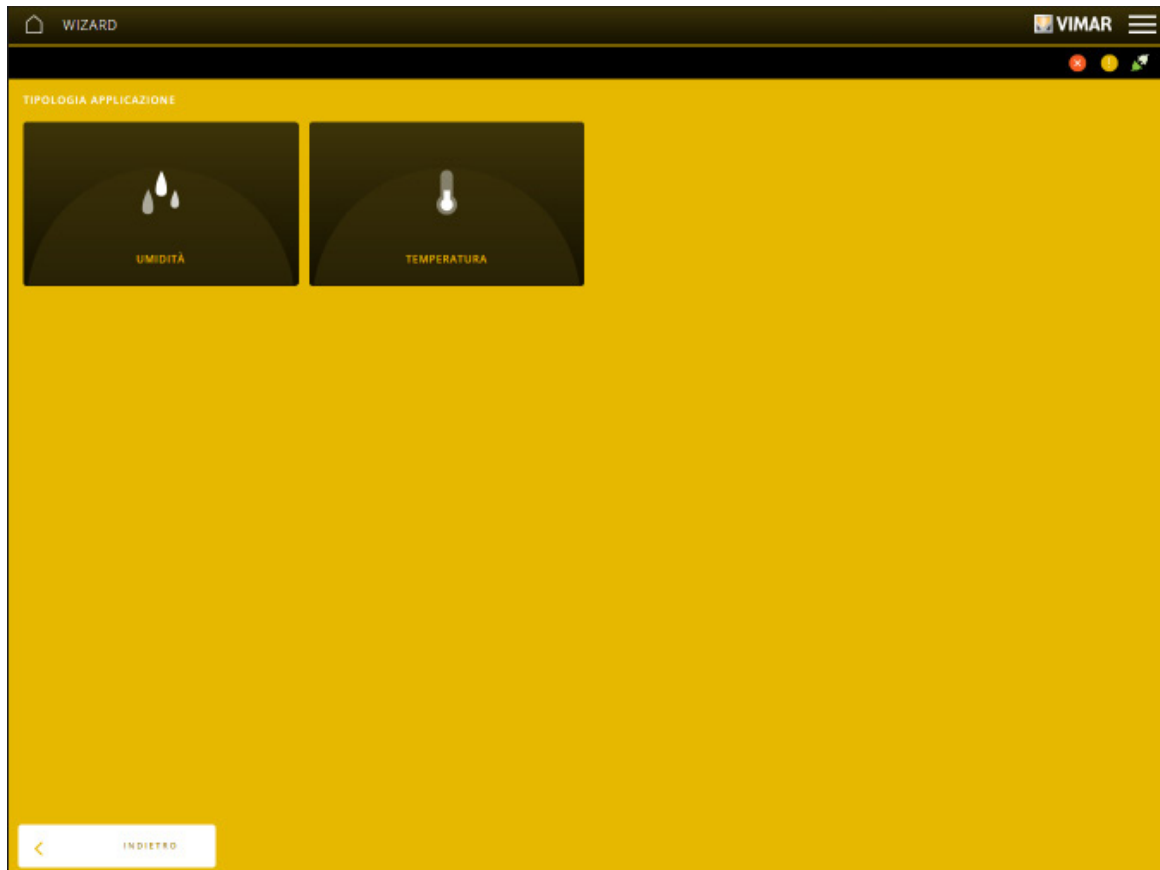 WIZARD
VIMAR
TIPOLOGIA APPLICAZIONE
UMIDITÀ
TEMPERATURA
INDIETRO